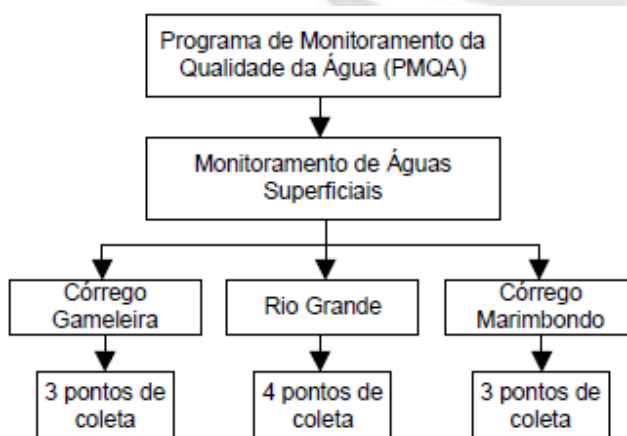 Programa de Monitoramento da
Qualidade da Água (PMQA)
Monitoramento de Águas
Superficiais
Córrego
Gameleira
Rio Grande
Córrego
Marimbondo
3 pontos de
coleta
4 pontos de
coleta
3 pontos de
coleta